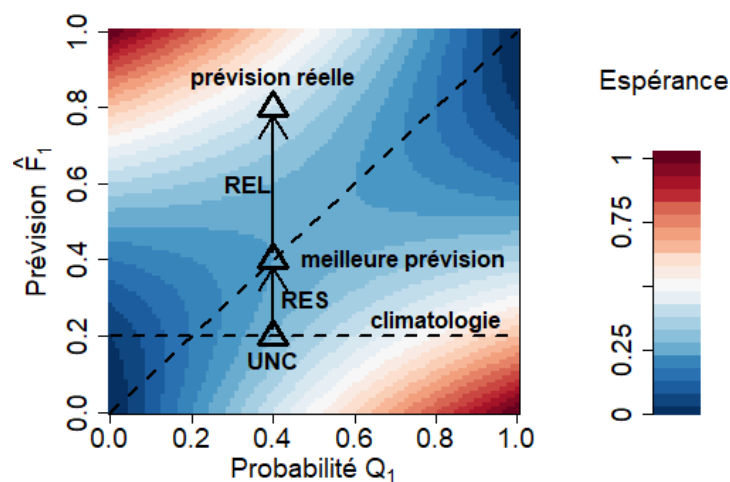 1.0
0.8
0.6
0.4
0.2
0.0
Prévision F̂₁
prévision réelle
REL
meilleure prévision
RES
climatologie
UNC
0.0 0.2 0.4 0.6 0.8 1.0
Probabilité Q₁
Espérance
1
0.75
0.25
0